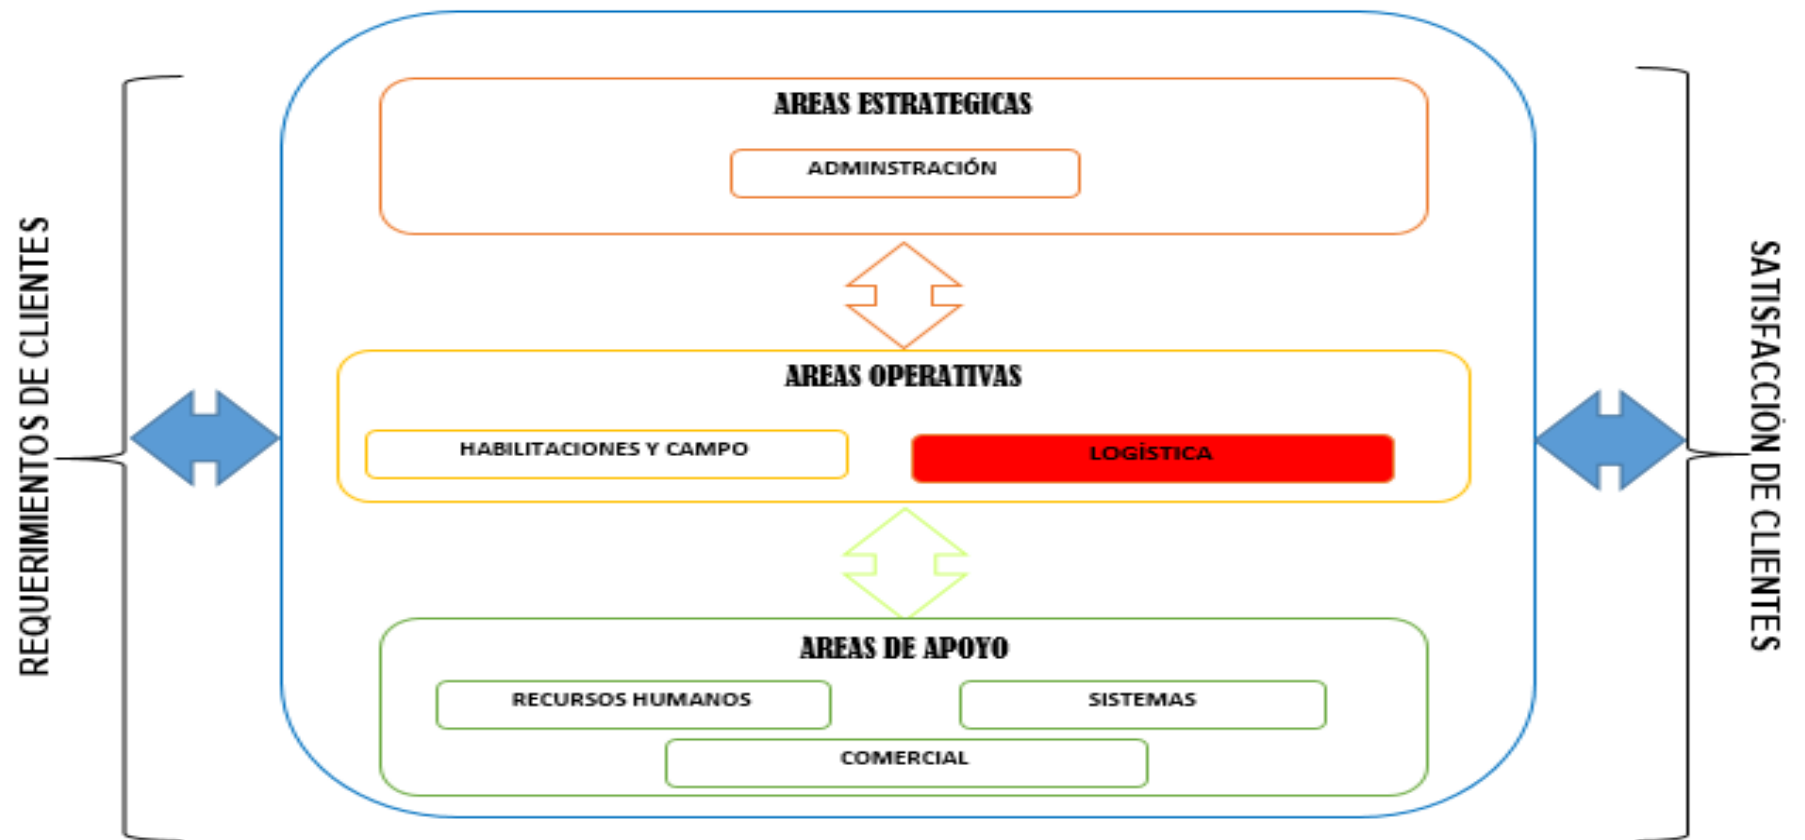 REQUERIMIENTOS DE CLIENTES
AREAS ESTRATEGICAS
ADMINSTRACIÓN
AREAS OPERATIVAS
HABILITACIONES Y CAMPO
LOGÍSTICA
AREAS DE APOYO
RECURSOS HUMANOS
SISTEMAS
COMERCIAL
SATISFACCIÓN DE CLIENTES